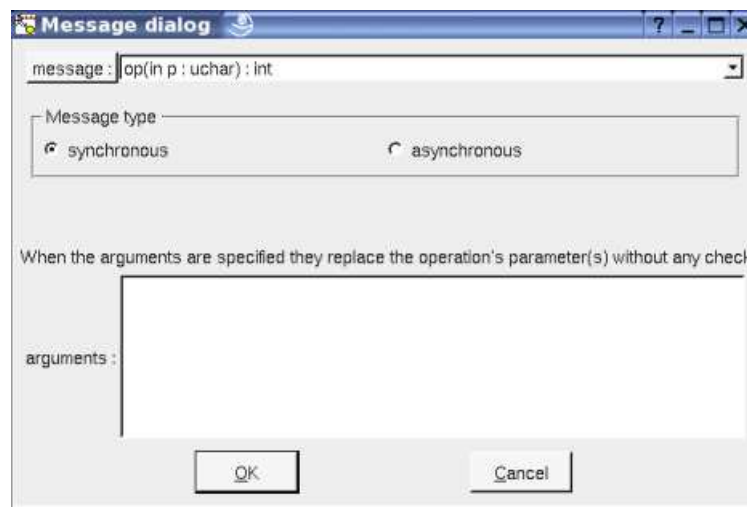 Message dialog
message : op(in p : uchar) : int
Message type
synchronous asynchronous
When the arguments are specified they replace the operation's parameter(s) without any check
arguments :
OK Cancel